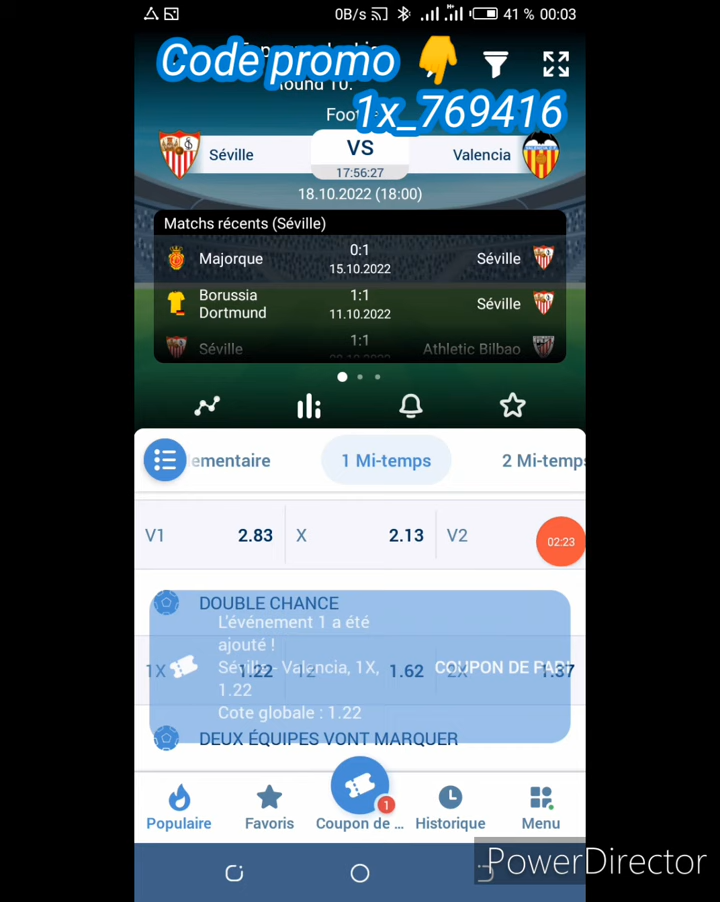 0B/s 41 % 00:03
Code promo
Round 10.
1x_769416
Séville
VS
Valencia
17:56:27
18.10.2022 (18:00)
Matchs récents (Séville)
Majorque
0:1
15.10.2022
Séville
Borussia
Dortmund
1:1
11.10.2022
Séville
Séville
1:1
Athletic Bilbao
ementaire
1 Mi-temps
2 Mi-temps
V1 2.83 X 2.13 V2
02:23
DOUBLE CHANCE
L'événement 1 a été
ajouté !
Séville - Valencia, 1X,
1.22
Cote globale : 1.22
1X 1.22 12 1.62 2X 1.37
DEUX ÉQUIPES VONT MARQUER
Populaire
Favoris
1
Coupon de ...
Historique
Menu
PowerDirector